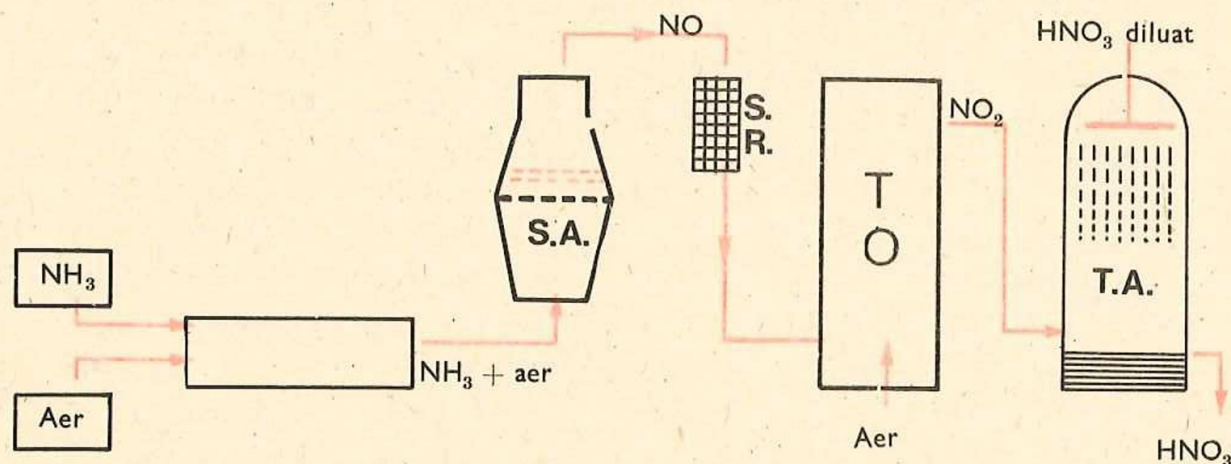 NH₃
Aer
NH₃ + aer
S.A.
NO
S.
R.
T
O
Aer
NO₂
HNO₃ diluat
T.A.
HNO₃